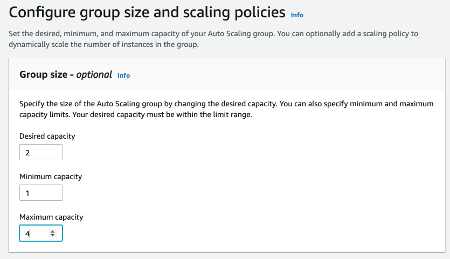 Configure group size and scaling policies Info
Set the desired, minimum, and maximum capacity of your Auto Scaling group. You can optionally add a scaling policy to
dynamically scale the number of instances in the group.
Group size - optional Info
Specify the size of the Auto Scaling group by changing the desired capacity. You can also specify minimum and maximum
capacity limits. Your desired capacity must be within the limit range.
Desired capacity
2
Minimum capacity
1
Maximum capacity
4